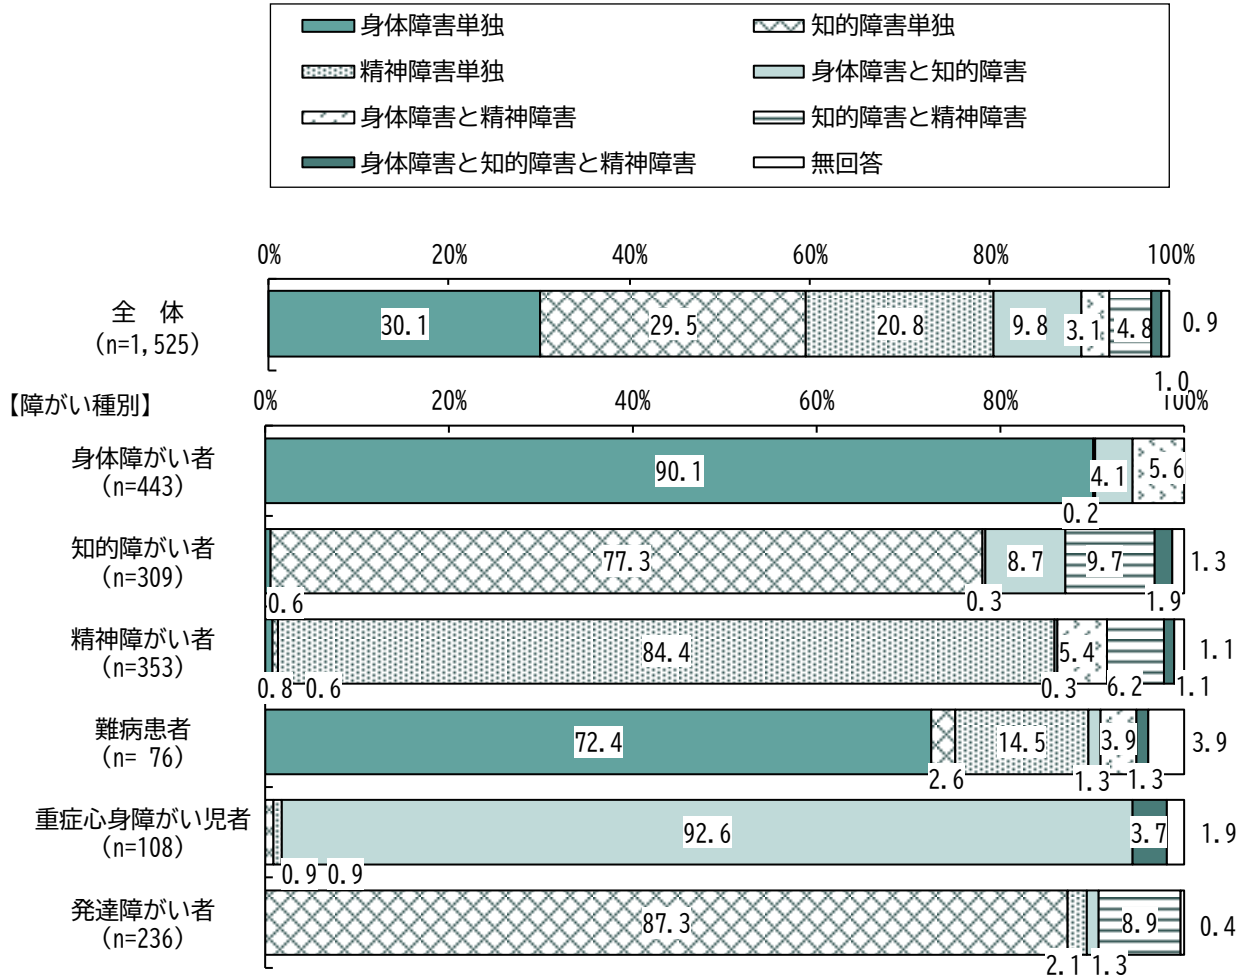 身体障害単独 知的障害単独
精神障害単独 身体障害と知的障害
身体障害と精神障害 知的障害と精神障害
身体障害と知的障害と精神障害 無回答
0% 20% 40% 60% 80% 100%
全　体
(n=1,525)
30.1 29.5 20.8 9.8 3.1 4.8 0.9
1.0
【障がい種別】
0% 20% 40% 60% 80% 100%
身体障がい者
(n=443)
90.1 4.1 5.6
0.2
知的障がい者
(n=309)
77.3 8.7 9.7 1.3
0.6 0.3 1.9
精神障がい者
(n=353)
84.4 5.4 1.1
0.8 0.6 0.3 6.2 1.1
難病患者
(n= 76)
72.4 14.5 3.9 3.9
2.6 1.3 1.3
重症心身障がい児者
(n=108)
92.6 3.7 1.9
0.9 0.9
発達障がい者
(n=236)
87.3 8.9 0.4
2.1 1.3